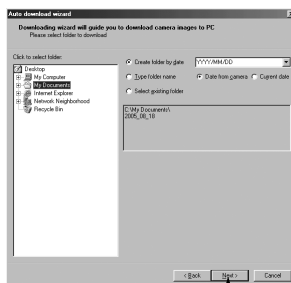 Auto download wizard
Downloading wizard will guide you to download camera images to PC
Please select folder to download
Click to select folder:
Desktop
My Computer
My Documents
Internet Explorer
Network Neighborhood
Recycle Bin
Create folder by date YYYY/MM/DD
Type folder name Date from camera Current date
Select existing folder
C:\My Documents\
2005_08_18
< Back Next > Cancel